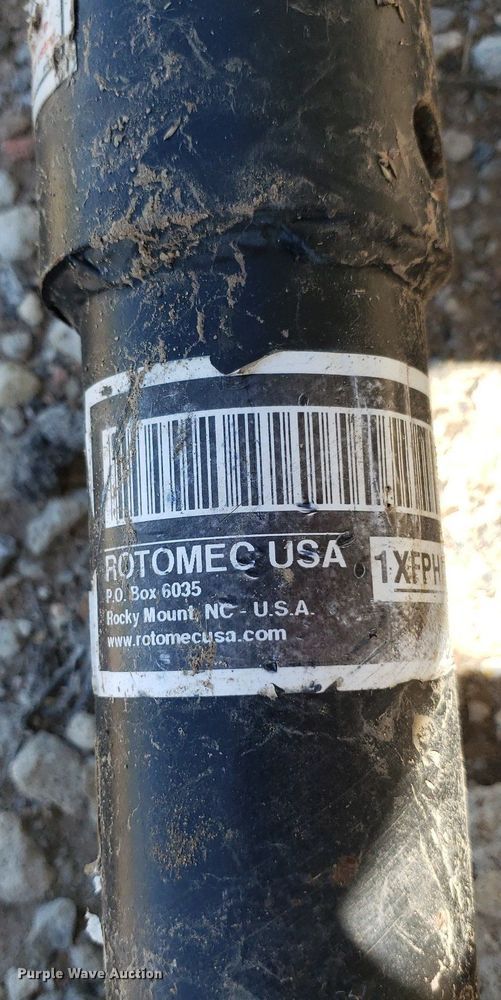 ROTOMEC USA
1XFPH
P.O. Box 6035
Rocky Mount, NC - U.S.A.
www.rotomecusa.com
Purple Wave Auction